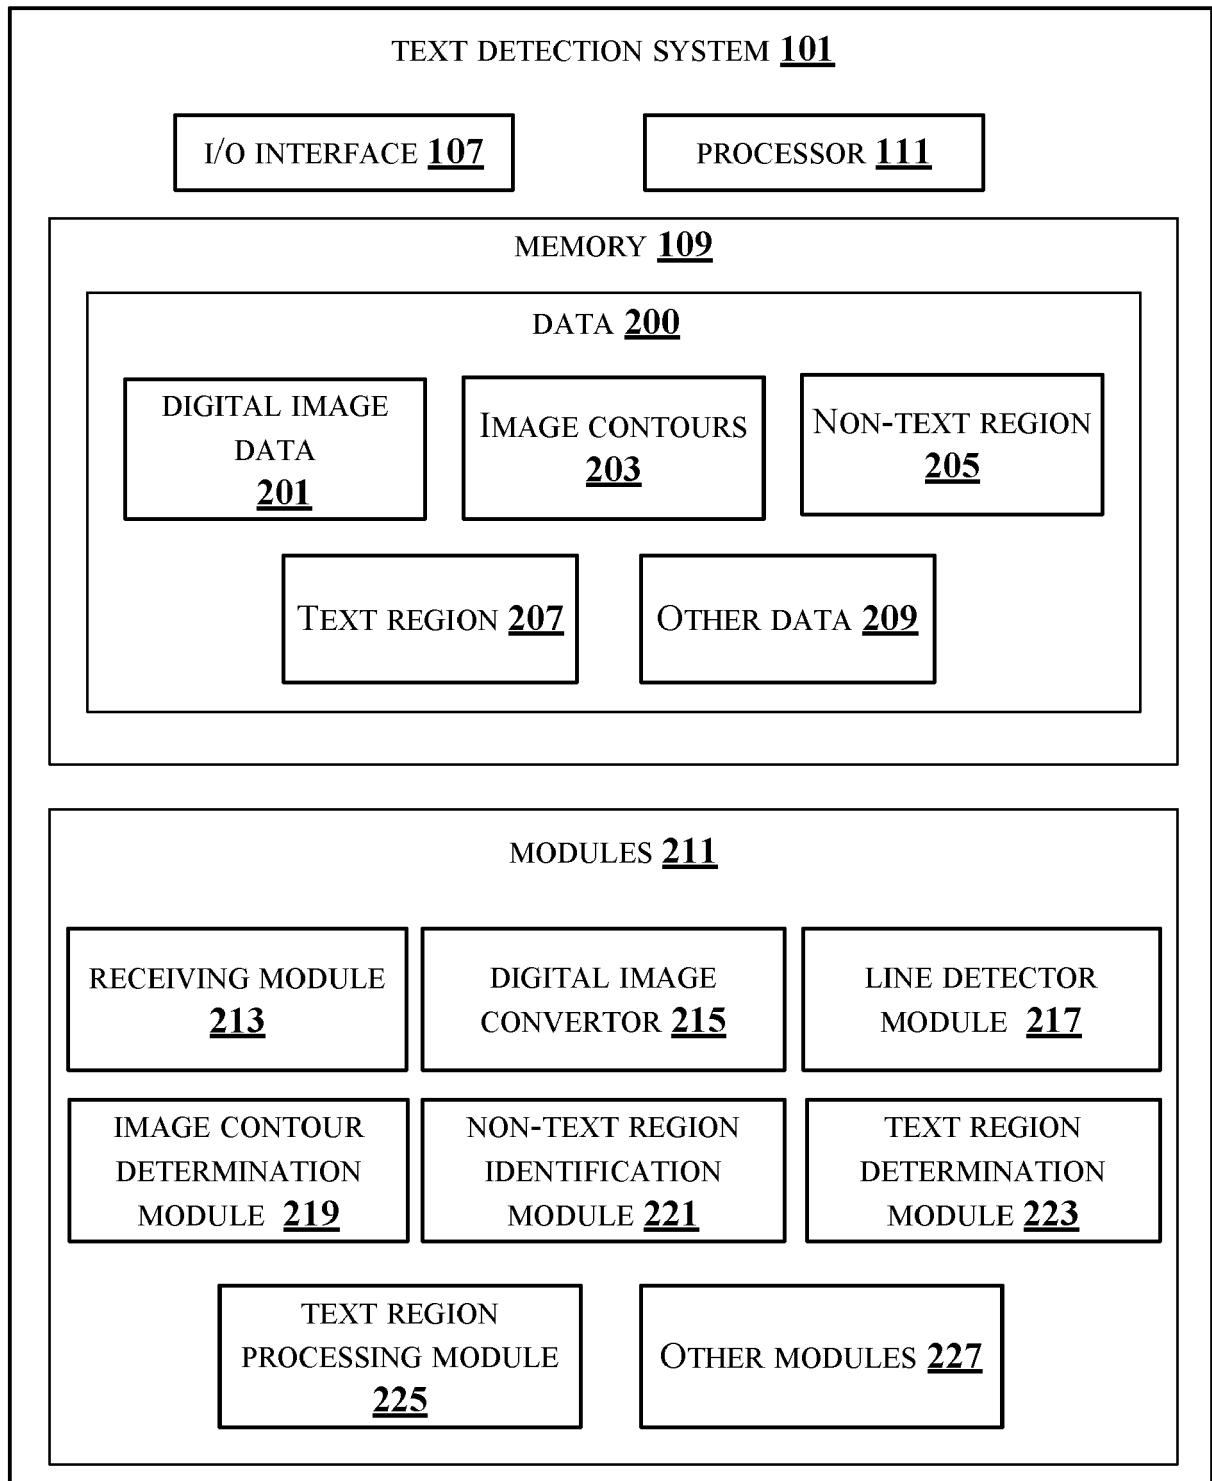 TEXT DETECTION SYSTEM 101
I/O INTERFACE 107
PROCESSOR 111
MEMORY 109
DATA 200
DIGITAL IMAGE
DATA
201
IMAGE CONTOURS
203
NON-TEXT REGION
205
TEXT REGION 207
OTHER DATA 209
MODULES 211
RECEIVING MODULE
213
DIGITAL IMAGE
CONVERTOR 215
LINE DETECTOR
MODULE 217
IMAGE CONTOUR
DETERMINATION
MODULE 219
NON-TEXT REGION
IDENTIFICATION
MODULE 221
TEXT REGION
DETERMINATION
MODULE 223
TEXT REGION
PROCESSING MODULE
225
OTHER MODULES 227